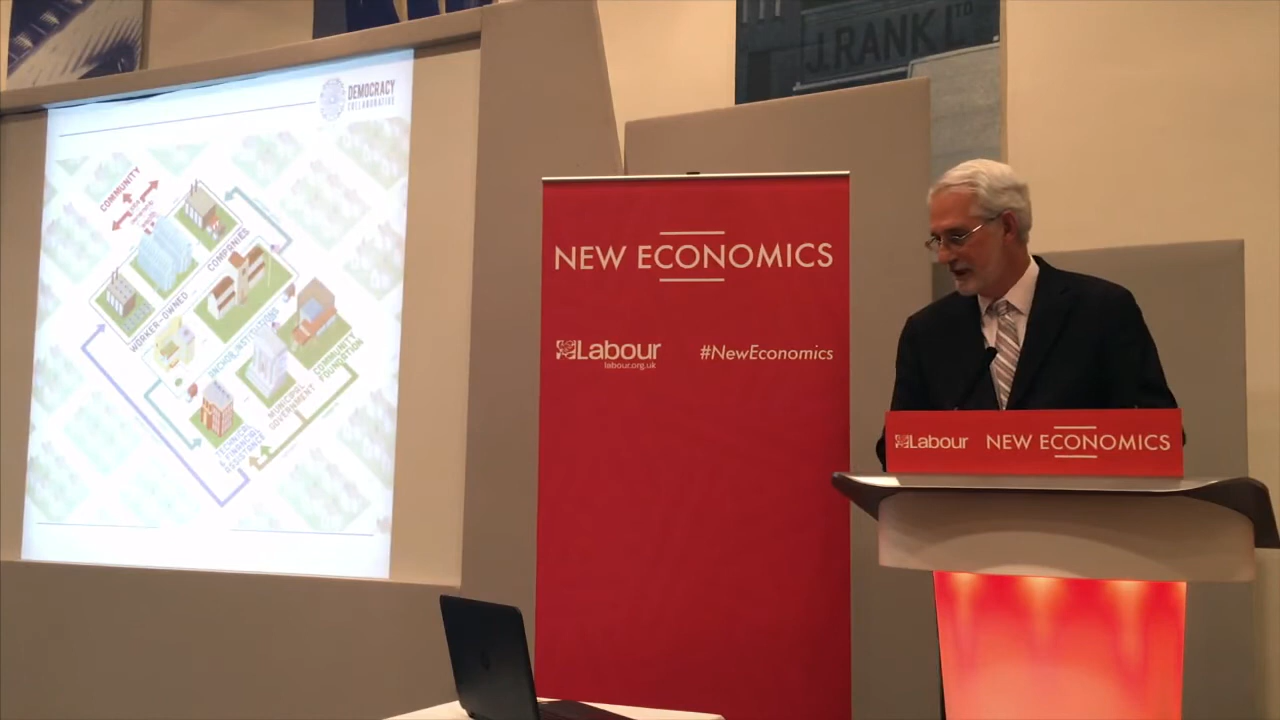 DEMOCRACY
COLLABORATIVE
COMMUNITY
WORKER-OWNED COMPANIES
ANCHOR INSTITUTIONS
MUNICIPAL
GOVERNMENT
COMMUNITY
FOUNDATION
TECHNICAL
& FINANCIAL
ASSISTANCE
J. RANK LTD
NEW ECONOMICS
Labour
labour.org.uk
#NewEconomics
Labour
NEW ECONOMICS